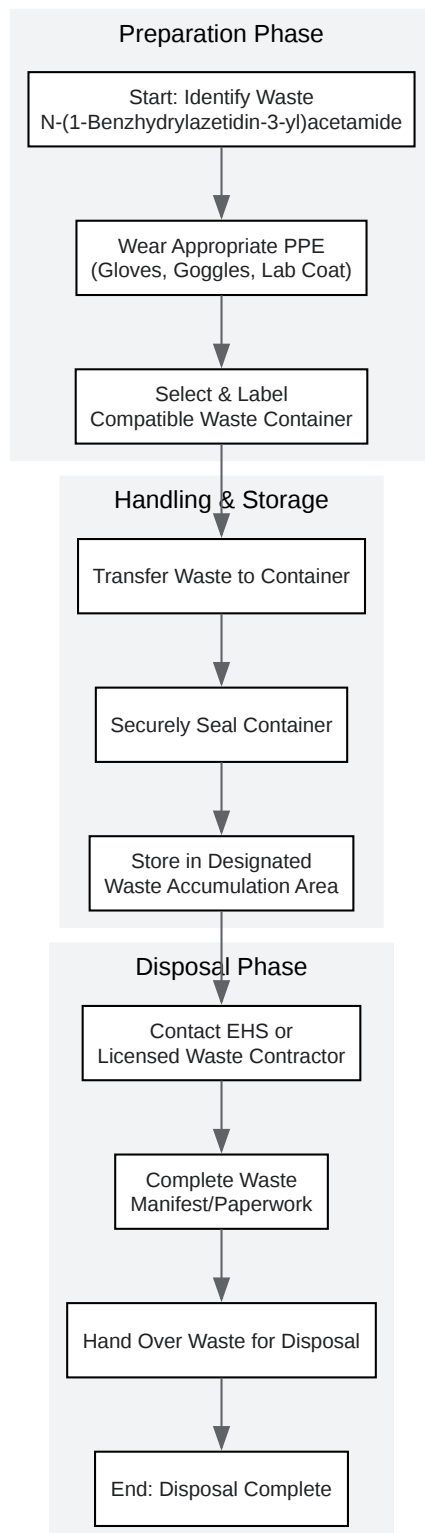 Preparation Phase
Start: Identify Waste
N-(1-Benzhydrylazetidin-3-yl)acetamide
Wear Appropriate PPE
(Gloves, Goggles, Lab Coat)
Select & Label
Compatible Waste Container
Handling & Storage
Transfer Waste to Container
Securely Seal Container
Store in Designated
Waste Accumulation Area
Disposal Phase
Contact EHS or
Licensed Waste Contractor
Complete Waste
Manifest/Paperwork
Hand Over Waste for Disposal
End: Disposal Complete